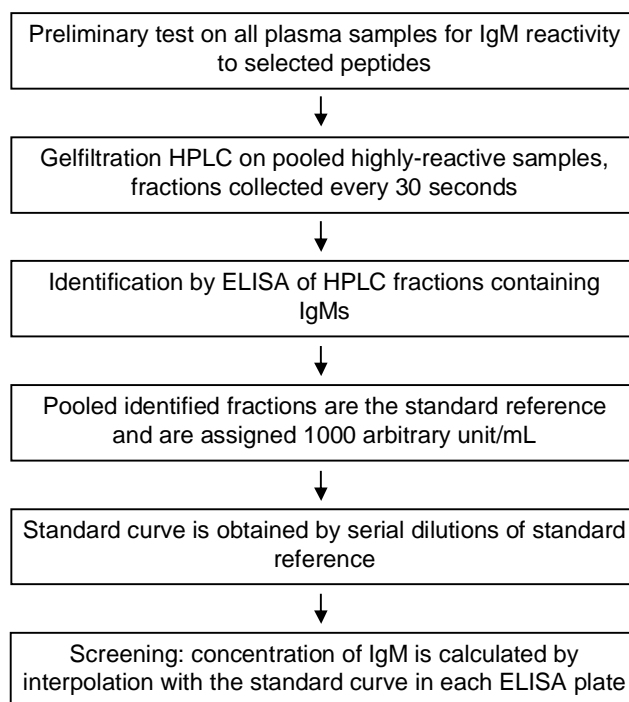 Preliminary test on all plasma samples for IgM reactivity
to selected peptides
Gelfiltration HPLC on pooled highly-reactive samples,
fractions collected every 30 seconds
Identification by ELISA of HPLC fractions containing
IgMs
Pooled identified fractions are the standard reference
and are assigned 1000 arbitrary unit/mL
Standard curve is obtained by serial dilutions of standard
reference
Screening: concentration of IgM is calculated by
interpolation with the standard curve in each ELISA plate